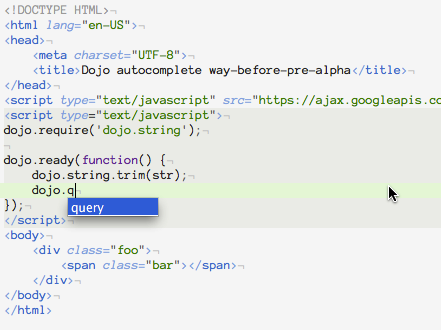 <!DOCTYPE HTML>¬
<html lang="en-US">¬
<head>¬
    <meta charset="UTF-8">¬
    <title>Dojo autocomplete way-before-pre-alpha</title>¬
</head>¬
<script type="text/javascript" src="https://ajax.googleapis.co
<script type="text/javascript">¬
dojo.require('dojo.string');¬
¬
dojo.ready(function() {¬
    dojo.string.trim(str);¬
    dojo.q¬
query
});¬
</script>¬
<body>¬
    <div class="foo">¬
        <span class="bar"></span>¬
    </div>¬
</body>¬
</html>